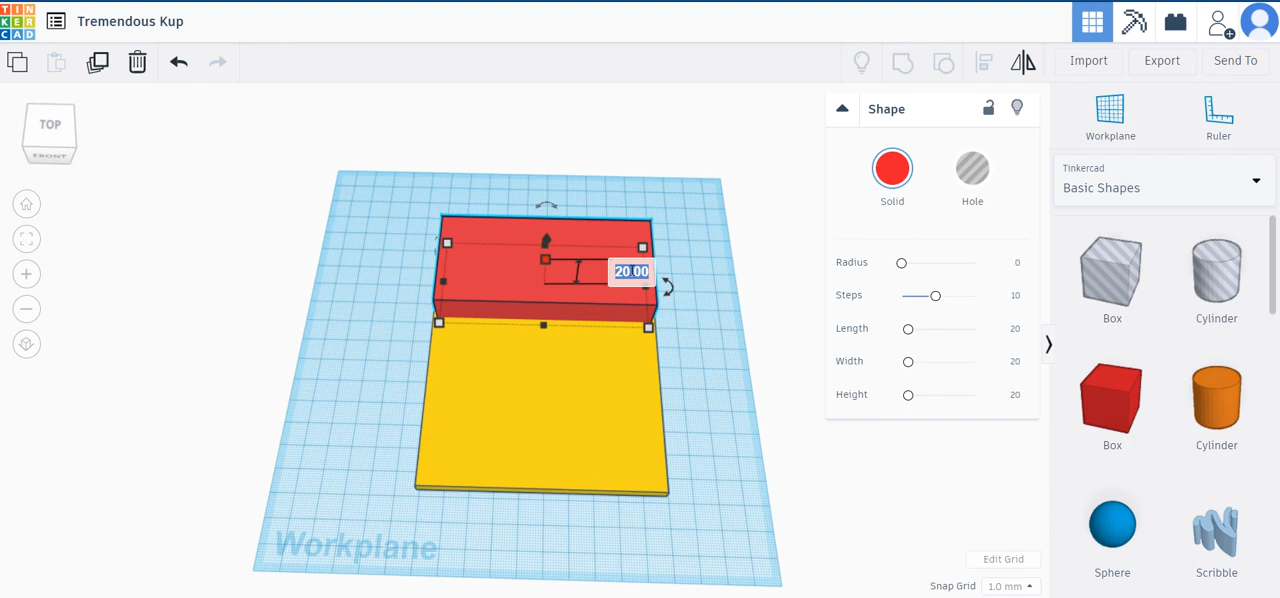 TIN
KER
CAD
Tremendous Kup
Import
Export
Send To
TOP
FRONT
Shape
Solid
Hole
Radius 0
Steps 10
Length 20
Width 20
Height 20
20.00
Workplane
Edit Grid
Snap Grid 1.0 mm
Workplane
Ruler
Tinkercad
Basic Shapes
Box
Cylinder
Box
Cylinder
Sphere
Scribble